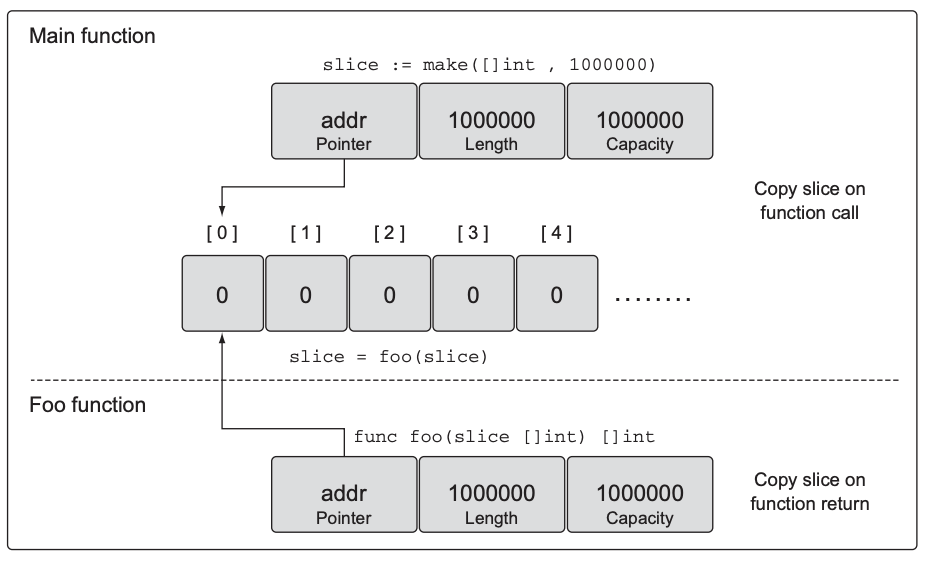 Main function
slice := make([]int , 1000000)
addr 1000000 1000000
Pointer Length Capacity
Copy slice on
function call
[0] [1] [2] [3] [4]
0 0 0 0 0 ........
slice = foo(slice)
Foo function
func foo(slice []int) []int
addr 1000000 1000000
Pointer Length Capacity
Copy slice on
function return